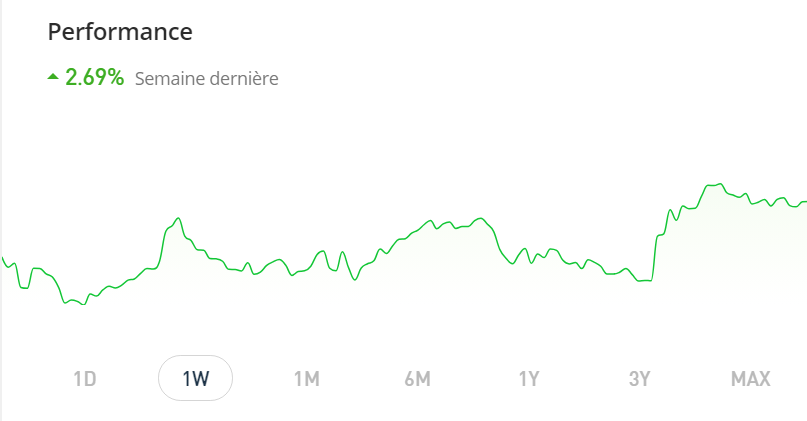 Performance
2.69% Semaine dernière
1D 1W 1M 6M 1Y 3Y MAX